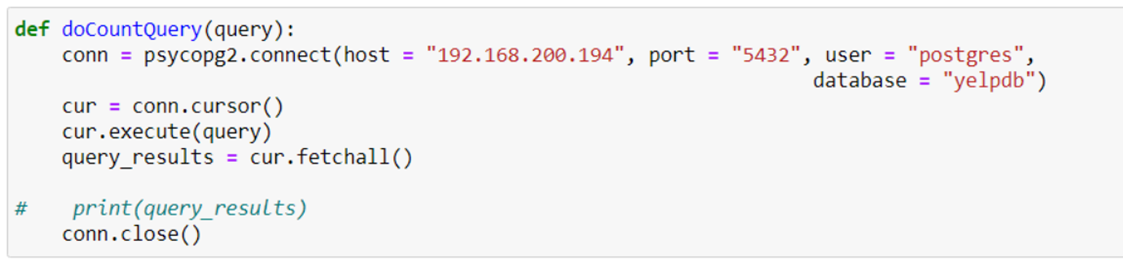 def doCountQuery(query):
    conn = psycopg2.connect(host = "192.168.200.194", port = "5432", user = "postgres",
                                                            database = "yelpdb")
    cur = conn.cursor()
    cur.execute(query)
    query_results = cur.fetchall()

#    print(query_results)
    conn.close()